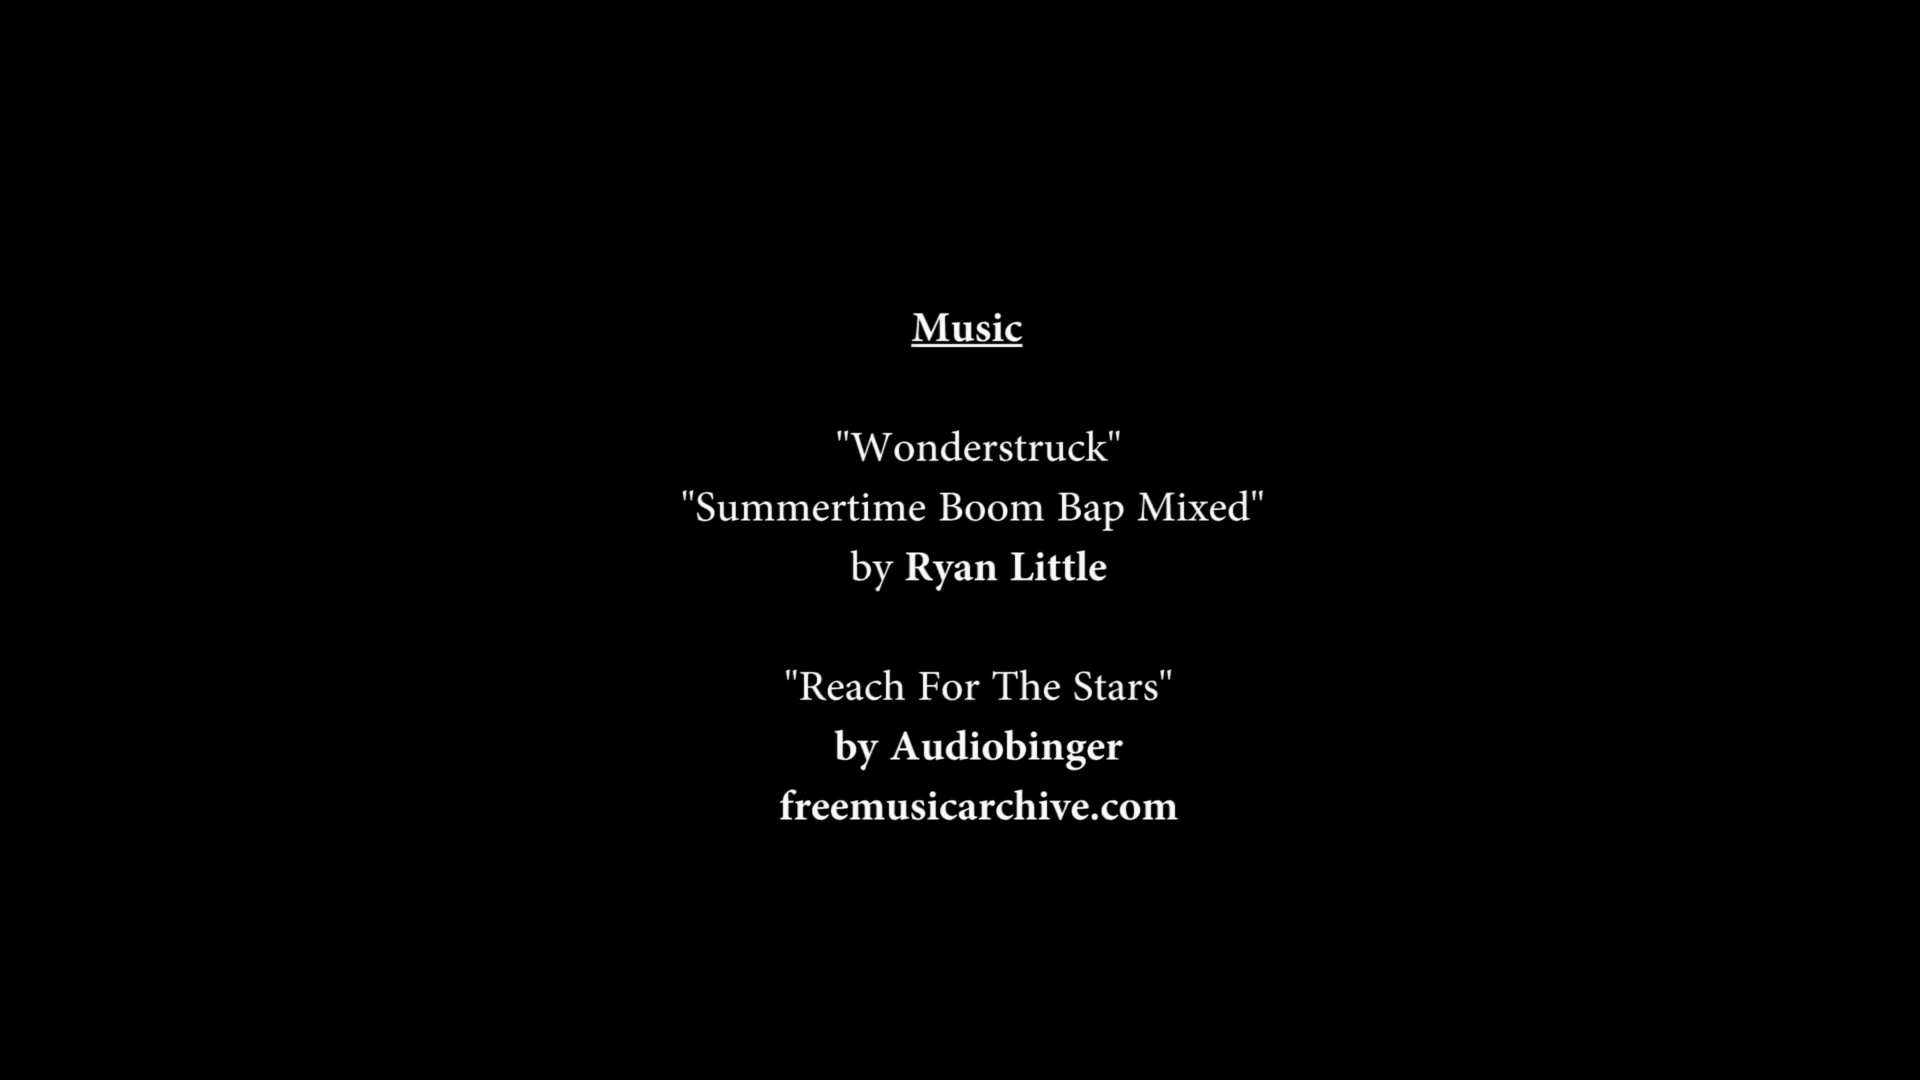 Music
"Wonderstruck"
"Summertime Boom Bap Mixed"
by Ryan Little
"Reach For The Stars"
by Audiobinger
freemusicarchive.com